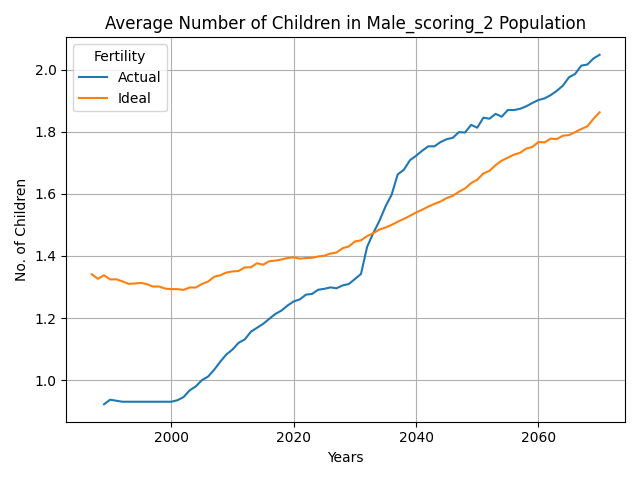 Average Number of Children in Male_scoring_2 Population
Fertility
Actual
Ideal
No. of Children
2.0
1.8
1.6
1.4
1.2
1.0
2000
2020
2040
2060
Years